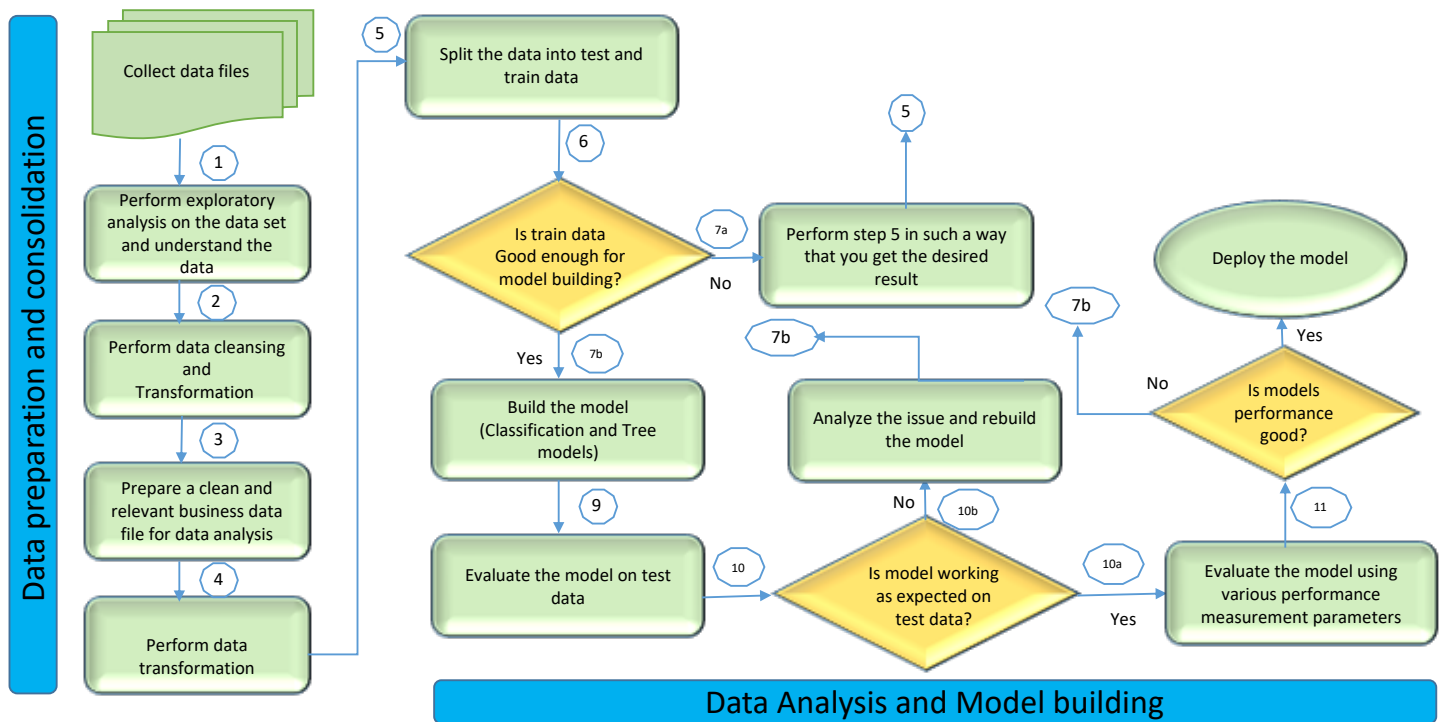 Data preparation and consolidation
Collect data files
1
Perform exploratory
analysis on the data set
and understand the
data
2
Perform data cleansing
and
Transformation
3
Prepare a clean and
relevant business data
file for data analysis
4
Perform data
transformation
5
Split the data into test and
train data
6
Is train data
Good enough for
model building?
7a
No
Perform step 5 in such a way
that you get the desired
result
5
Yes
7b
Build the model
(Classification and Tree
models)
9
Evaluate the model on test
data
10
Is model working
as expected on
test data?
No
10b
Analyze the issue and rebuild
the model
7b
10a
Yes
Evaluate the model using
various performance
measurement parameters
11
Is models
performance
good?
No
7b
Yes
Deploy the model
Data Analysis and Model building